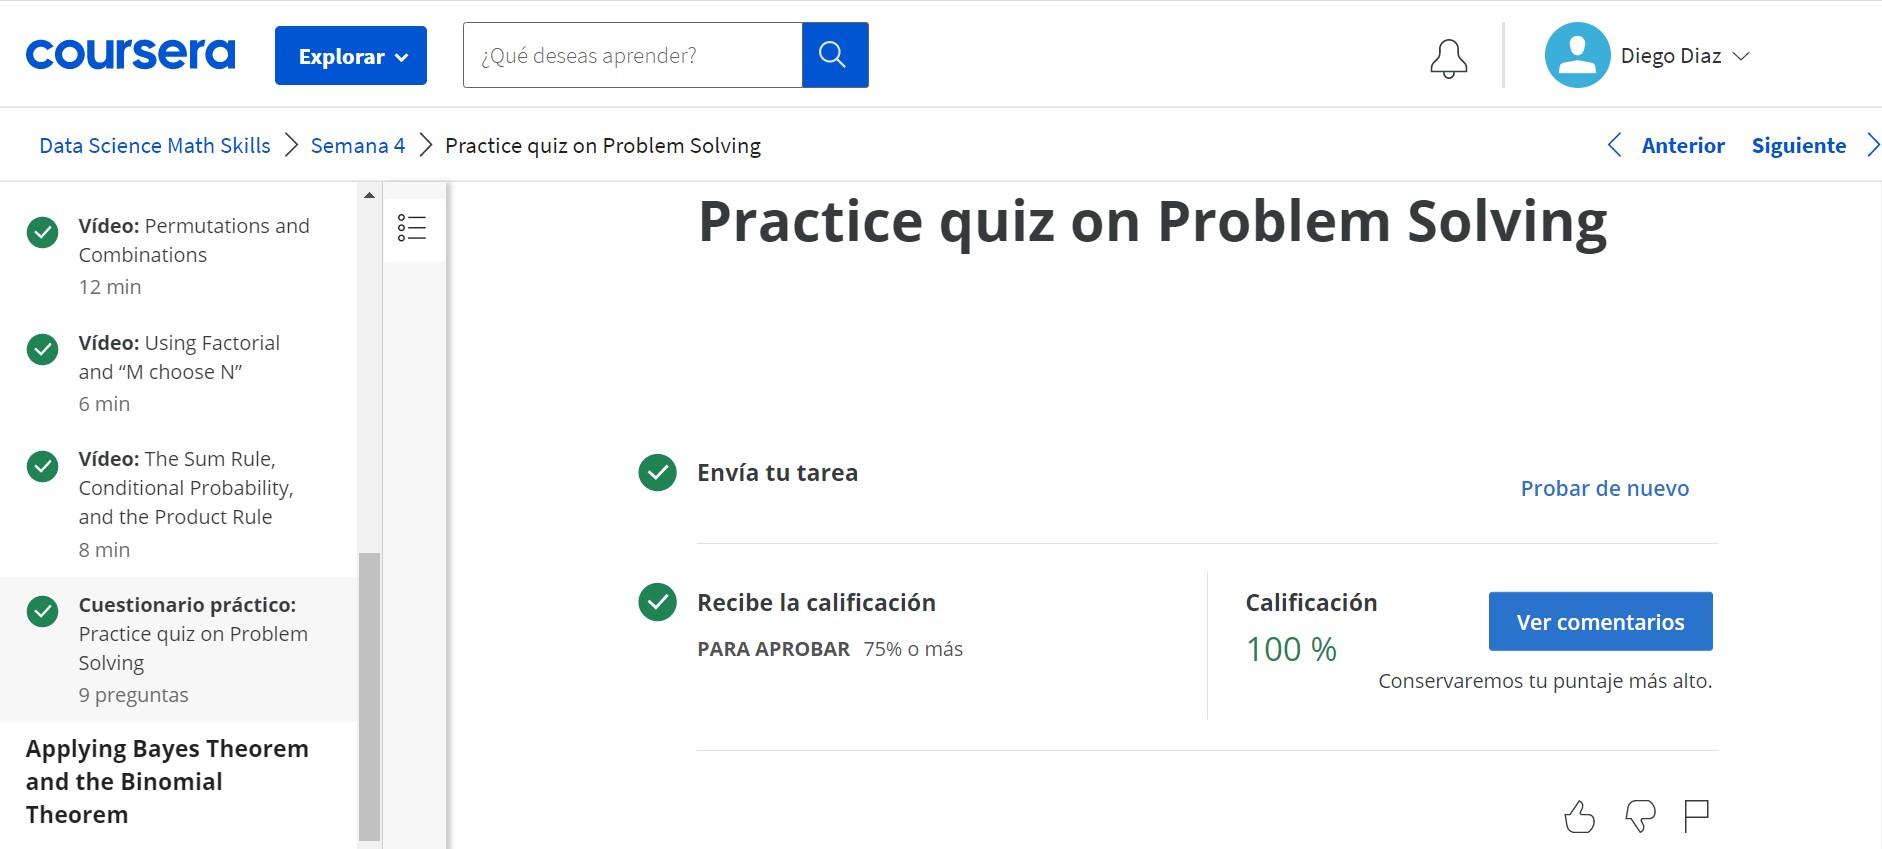 coursera
Explorar
¿Qué deseas aprender?
Diego Diaz
Data Science Math Skills
Semana 4
Practice quiz on Problem Solving
Anterior
Siguiente
Vídeo: Permutations and
Combinations
12 min
Vídeo: Using Factorial
and “M choose N”
6 min
Vídeo: The Sum Rule,
Conditional Probability,
and the Product Rule
8 min
Cuestionario práctico:
Practice quiz on Problem
Solving
9 preguntas
Applying Bayes Theorem
and the Binomial
Theorem
Practice quiz on Problem Solving
Envía tu tarea
Probar de nuevo
Recibe la calificación
PARA APROBAR 75% o más
Calificación
100 %
Ver comentarios
Conservaremos tu puntaje más alto.